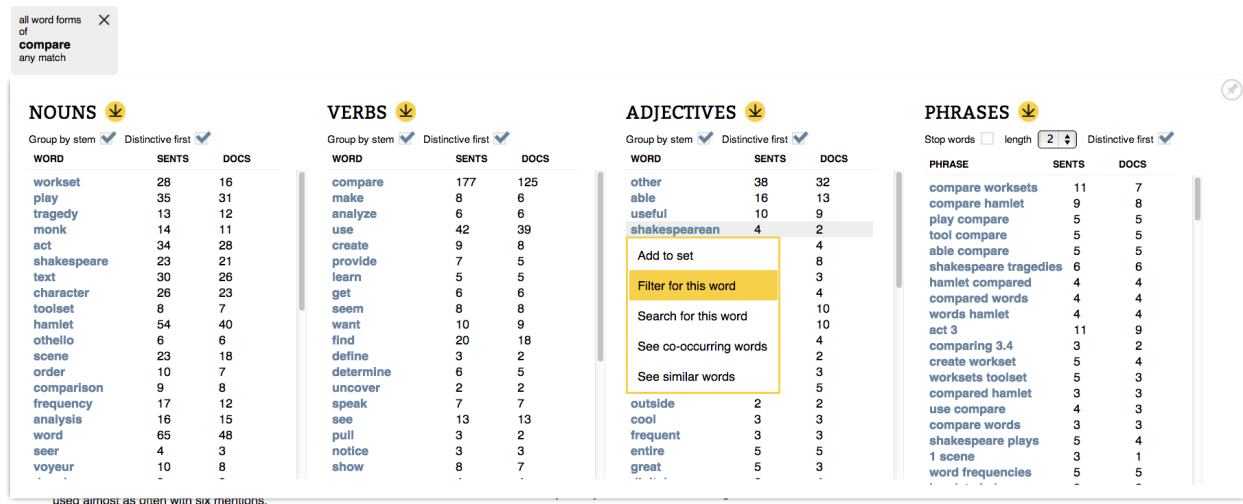 all word forms
of
compare
any match
NOUNS
Group by stem Distinctive first
WORD SENTS DOCS
workset 28 16
play 35 31
tragedy 13 12
monk 14 11
act 34 28
shakespeare 23 21
text 30 26
character 26 23
toolset 8 7
hamlet 54 40
othello 6 6
scene 23 18
order 10 7
comparison 9 8
frequency 17 12
analysis 16 15
word 65 48
seer 4 3
voyeur 10 8
VERBS
Group by stem Distinctive first
WORD SENTS DOCS
compare 177 125
make 8 6
analyze 6 6
use 42 39
create 9 8
provide 7 5
learn 5 5
get 6 6
seem 8 8
want 10 9
find 20 18
define 3 2
determine 6 5
uncover 2 2
speak 7 7
see 13 13
pull 3 2
notice 3 3
show 8 7
ADJECTIVES
Group by stem Distinctive first
WORD SENTS DOCS
other 38 32
able 16 13
useful 10 9
shakespearean 4 2
Add to set
Filter for this word
Search for this word
See co-occurring words
See similar words
4
8
3
4
10
10
4
2
3
5
outside 2 2
cool 3 3
frequent 3 3
entire 5 5
great 5 3
PHRASES
Stop words length 2 Distinctive first
PHRASE SENTS DOCS
compare worksets 11 7
compare hamlet 9 8
play compare 5 5
tool compare 5 5
able compare 5 5
shakespeare tragedies 6 6
hamlet compared 4 4
compared words 4 4
words hamlet 4 4
act 3 11 9
comparing 3.4 3 2
create workset 5 4
worksets toolset 5 3
compared hamlet 3 3
use compare 4 3
compare words 3 3
shakespeare plays 5 4
1 scene 3 1
word frequencies 5 5
used almost as often with six mentions.